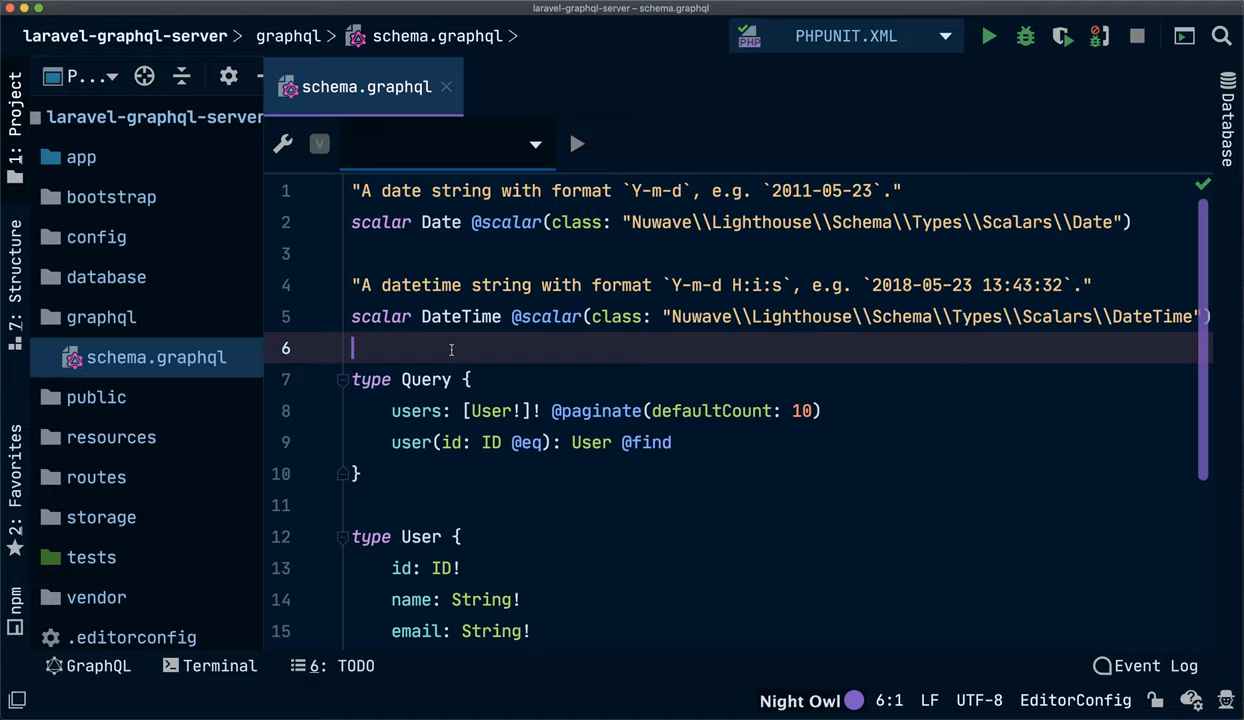 laravel-graphql-server – schema.graphql
laravel-graphql-server > graphql > schema.graphql >
PHP PHPUNIT.XML
P...
schema.graphql
1: Project
7: Structure
2: Favorites
npm
Database
laravel-graphql-server
app
bootstrap
config
database
graphql
schema.graphql
public
resources
routes
storage
tests
vendor
.editorconfig
V
1 "A date string with format `Y-m-d`, e.g. `2011-05-23`."
2 scalar Date @scalar(class: "Nuwave\\Lighthouse\\Schema\\Types\\Scalars\\Date")
3
4 "A datetime string with format `Y-m-d H:i:s`, e.g. `2018-05-23 13:43:32`."
5 scalar DateTime @scalar(class: "Nuwave\\Lighthouse\\Schema\\Types\\Scalars\\DateTime")
6
7 type Query {
8 users: [User!]! @paginate(defaultCount: 10)
9 user(id: ID @eq): User @find
10 }
11
12 type User {
13 id: ID!
14 name: String!
15 email: String!
GraphQL Terminal 6: TODO Event Log
Night Owl 6:1 LF UTF-8 EditorConfig